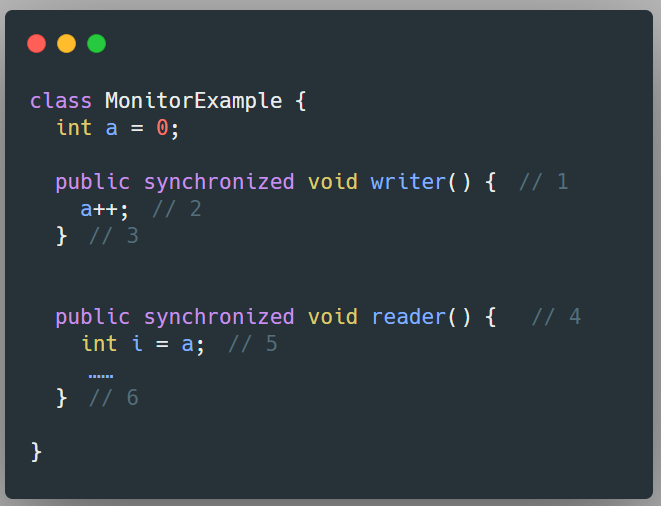 class MonitorExample {
int a = 0;
public synchronized void writer() { // 1
a++; // 2
} // 3
public synchronized void reader() { // 4
int i = a; // 5
……
} // 6
}